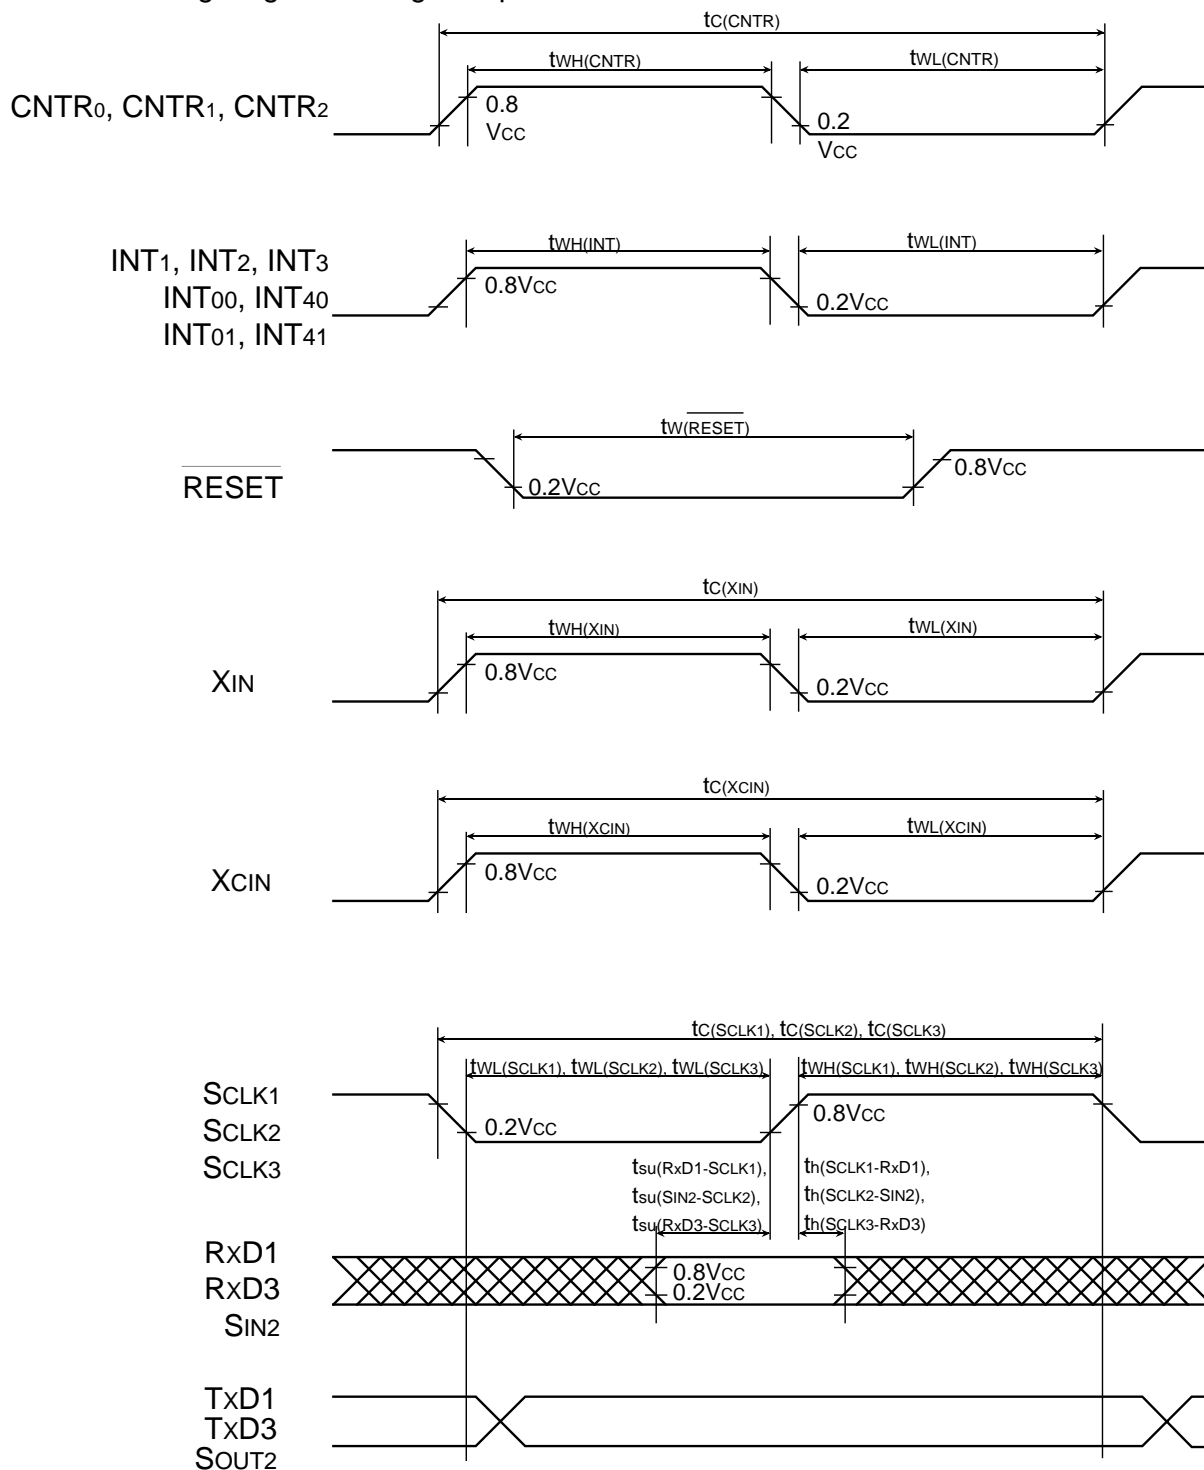 tC(CNTR)
tWH(CNTR)
tWL(CNTR)
CNTR0, CNTR1, CNTR2
0.8
VCC
0.2
VCC
tWH(INT)
tWL(INT)
INT1, INT2, INT3
INT00, INT40
INT01, INT41
0.8VCC
0.2VCC
tW(RESET)
RESET
0.2VCC
0.8VCC
tC(XIN)
tWH(XIN)
tWL(XIN)
XIN
0.8VCC
0.2VCC
tC(XCIN)
tWH(XCIN)
tWL(XCIN)
XCIN
0.8VCC
0.2VCC
tC(SCLK1), tC(SCLK2), tC(SCLK3)
tWL(SCLK1), tWL(SCLK2), tWL(SCLK3)
tWH(SCLK1), tWH(SCLK2), tWH(SCLK3)
SCLK1
SCLK2
SCLK3
0.2VCC
0.8VCC
tsu(RxD1-SCLK1),
tsu(SIN2-SCLK2),
tsu(RxD3-SCLK3)
th(SCLK1-RxD1),
th(SCLK2-SIN2),
th(SCLK3-RxD3)
RXD1
RXD3
SIN2
0.8VCC
0.2VCC
TXD1
TXD3
SOUT2